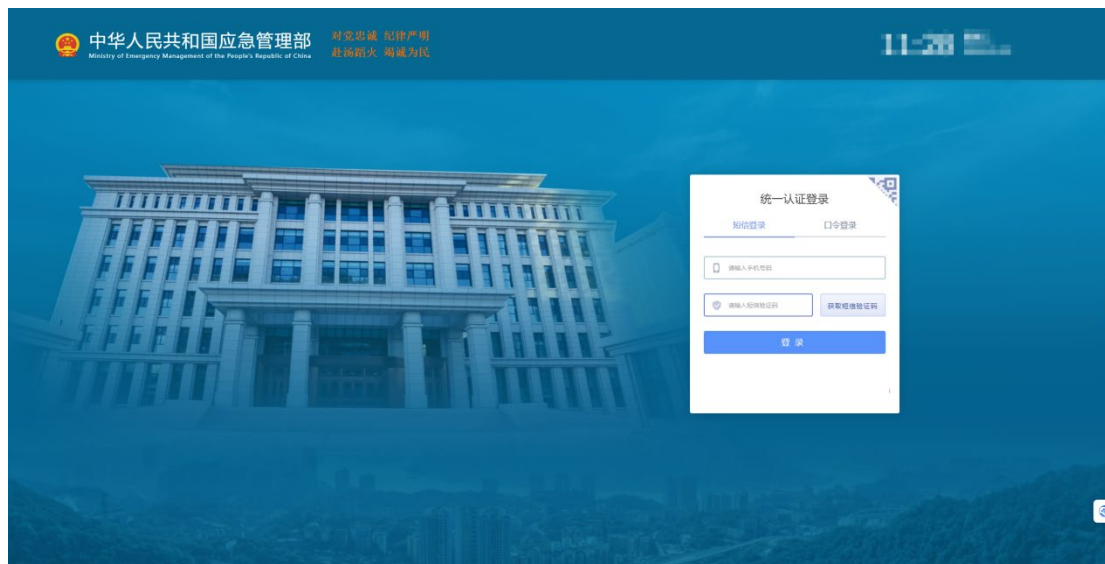 中华人民共和国应急管理部
Ministry of Emergency Management of the People's Republic of China
对党忠诚 纪律严明
赴汤蹈火 竭诚为民
11-28
统一认证登录
短信登录 口令登录
请输入手机号码
请输入短信验证码 获取短信验证码
登 录